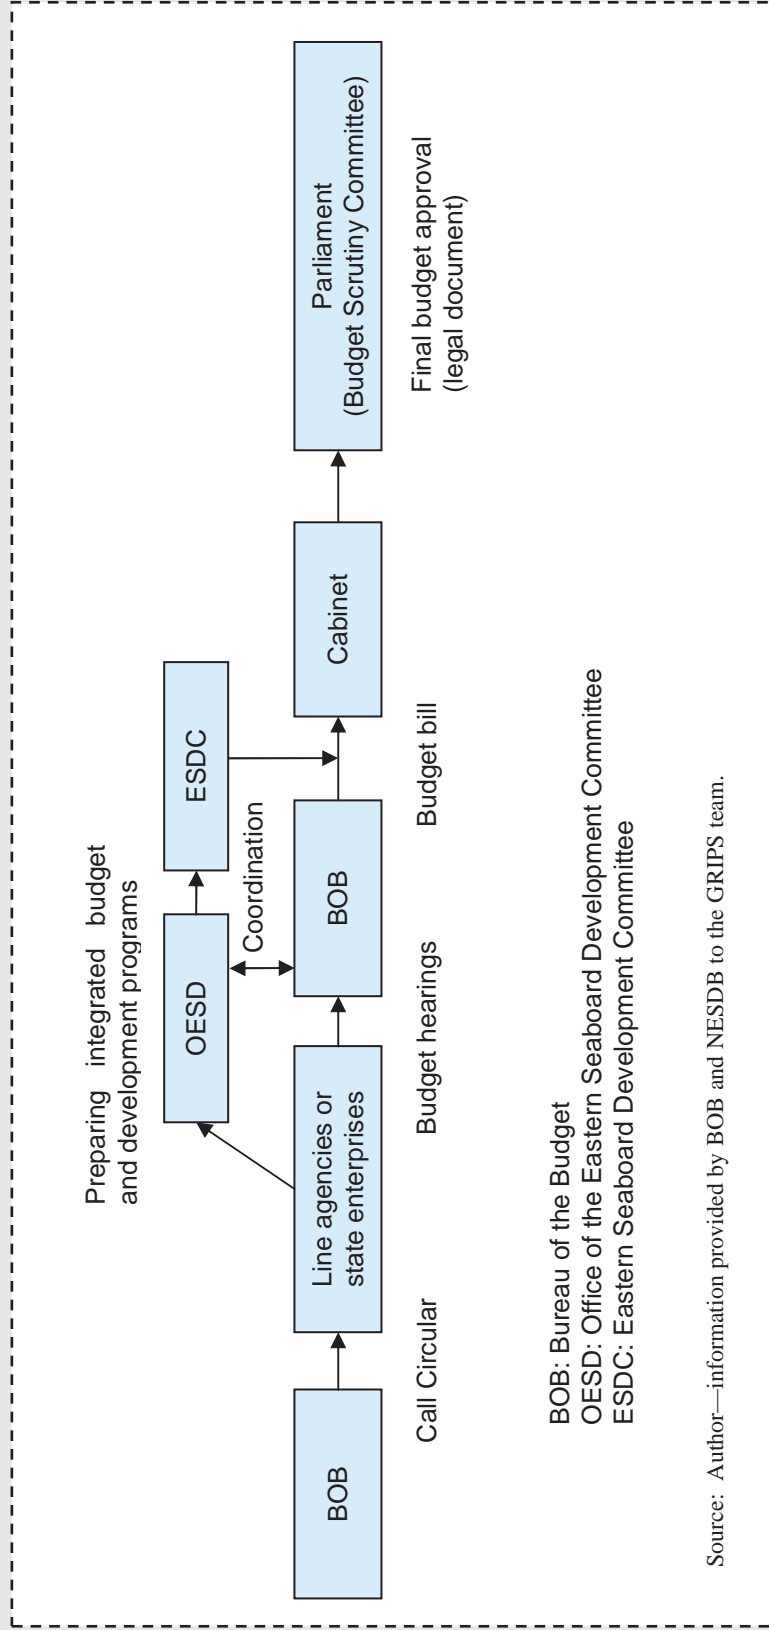 Preparing integrated budget
and development programs
OESD
ESDC
Coordination
BOB
Line agencies or
state enterprises
BOB
Cabinet
Parliament
(Budget Scrutiny Committee)
Call Circular
Budget hearings
Budget bill
Final budget approval
(legal document)
BOB: Bureau of the Budget
OESD: Office of the Eastern Seaboard Development Committee
ESDC: Eastern Seaboard Development Committee
Source: Author—information provided by BOB and NESDB to the GRIPS team.